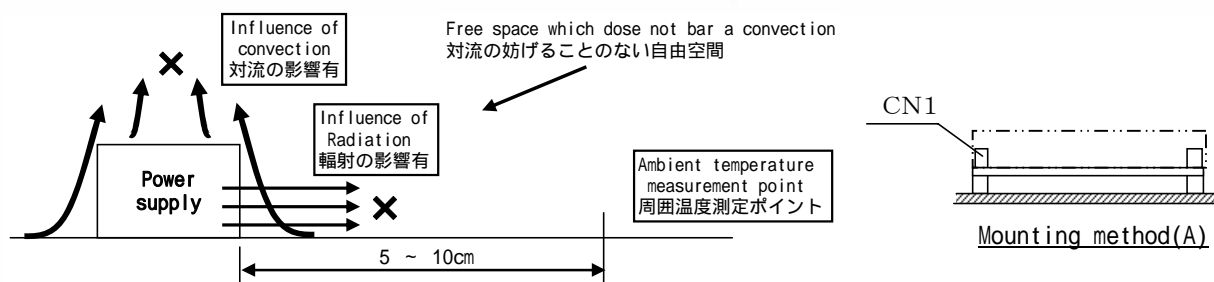 Influence of
convection
対流の影響有
Free space which dose not bar a convection
対流の妨げることのない自由空間
Influence of
Radiation
輻射の影響有
Power
supply
Ambient temperature
measurement point
周囲温度測定ポイント
5 ~ 10cm
CN1
Mounting method(A)